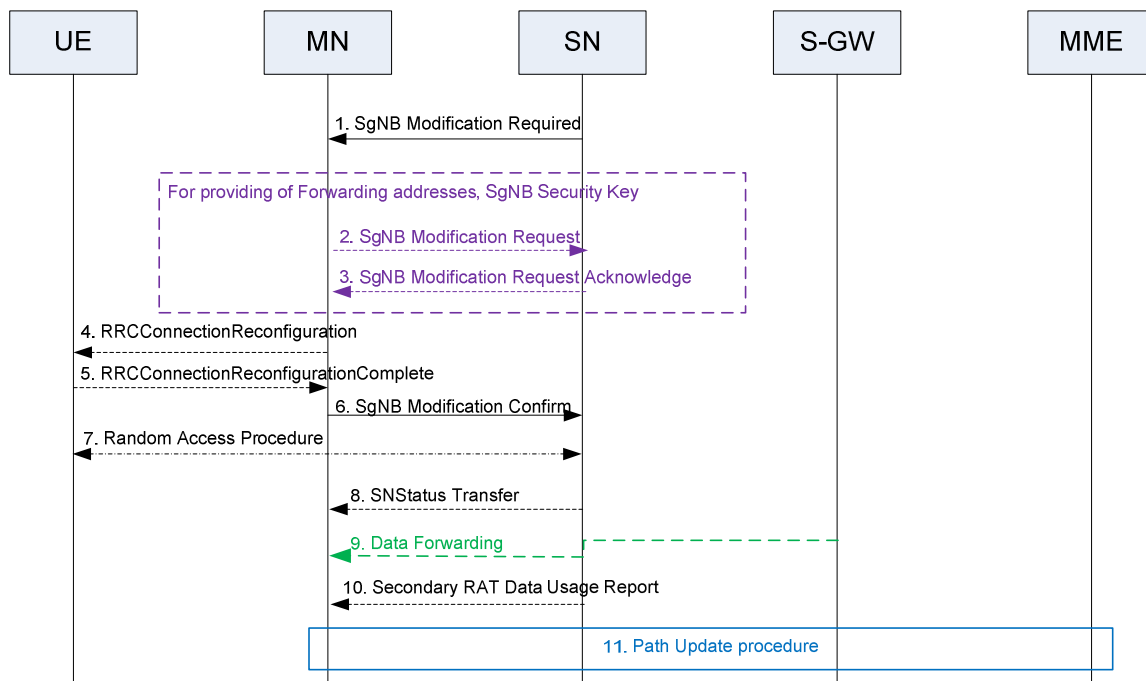 UE
MN
SN
S-GW
MME
1. SgNB Modification Required
For providing of Forwarding addresses, SgNB Security Key
2. SgNB Modification Request
3. SgNB Modification Request Acknowledge
4. RRCConnectionReconfiguration
5. RRCConnectionReconfigurationComplete
6. SgNB Modification Confirm
7. Random Access Procedure
8. SNStatus Transfer
9. Data Forwarding
10. Secondary RAT Data Usage Report
11. Path Update procedure